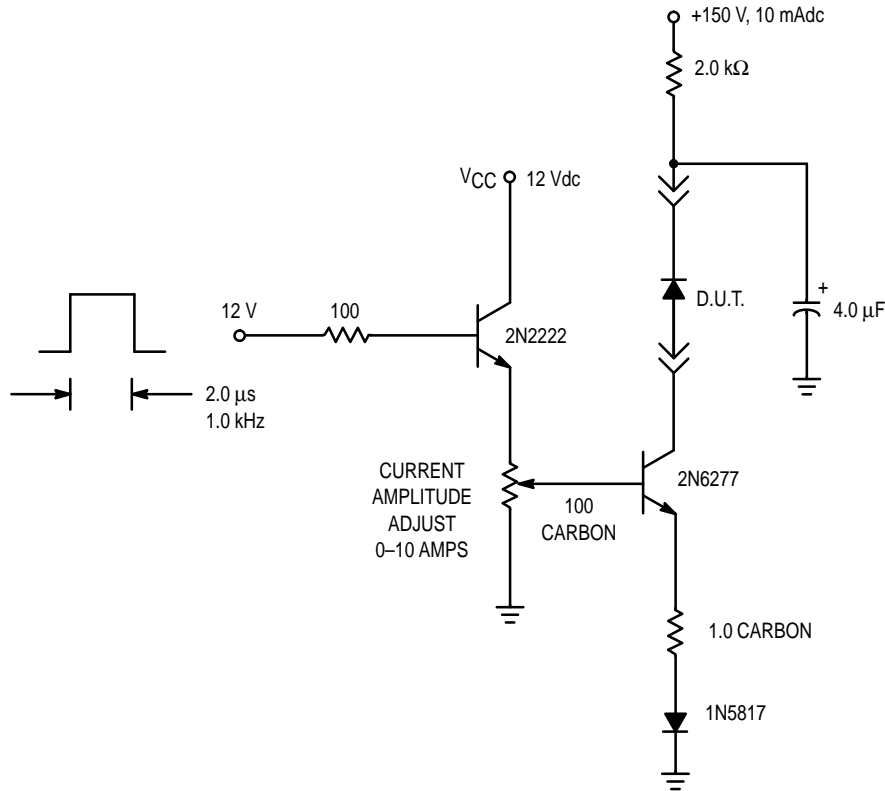 +150 V, 10 mAdc
2.0 kΩ
VCC 12 Vdc
12 V
100
2N2222
D.U.T.
+
4.0 μF
2.0 μs
1.0 kHz
CURRENT
AMPLITUDE
ADJUST
0–10 AMPS
100
CARBON
2N6277
1.0 CARBON
1N5817